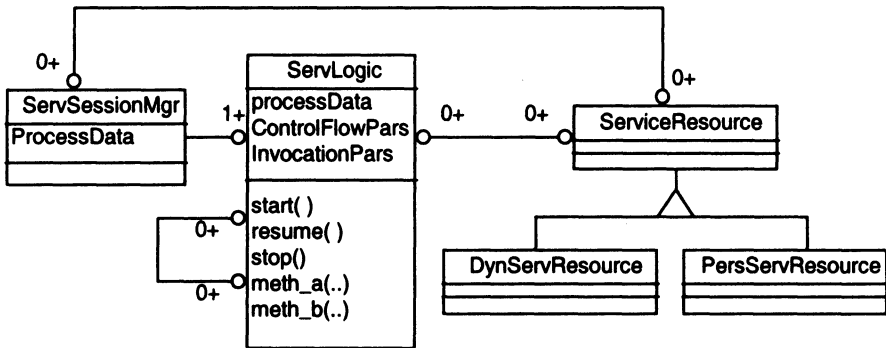 0+
0+
ServSessionMgr
ProcessData
1+
ServLogic
processData
ControlFlowPars
InvocationPars
start( )
resume( )
stop()
meth_a(..)
meth_b(..)
0+
0+
0+
0+
ServiceResource
DynServResource
PersServResource